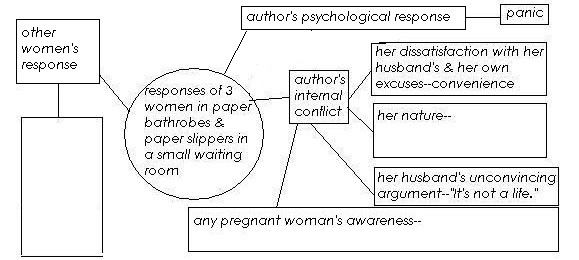 author's psychological response
panic
other
women's
response
responses of 3
women in paper
bathrobes &
paper slippers in
a small waiting
room
author's
internal
conflict
her dissatisfaction with her
husband's & her own
excuses--convenience
her nature--
her husband's unconvincing
argument--"It's not a life."
any pregnant woman's awareness--